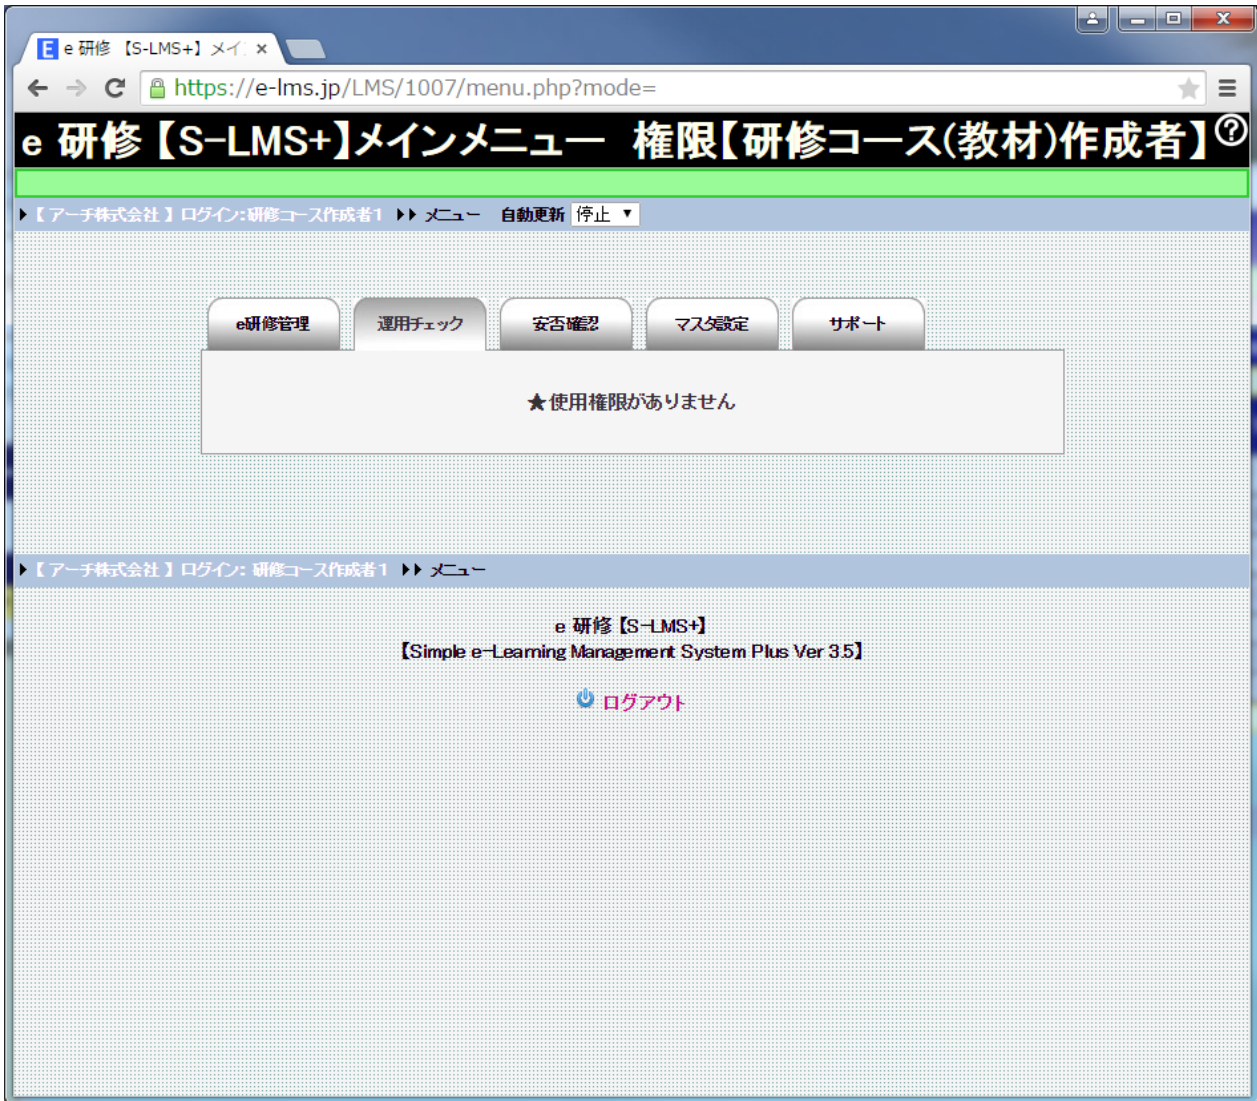 E e 研修 【S-LMS+】 メイ ×
https://e-lms.jp/LMS/1007/menu.php?mode=
e 研修 【S-LMS+】メインメニュー 権限【研修コース(教材)作成者】?
【 アーチ株式会社 】 ログイン:研修コース作成者1 メニュー 自動更新 停止
e研修管理 運用チェック 安否確認 マスタ設定 サポート
★使用権限がありません
【 アーチ株式会社 】 ログイン: 研修コース作成者1 メニュー
e 研修 【S-LMS+】
【Simple e-Learning Management System Plus Ver 3.5】
ログアウト